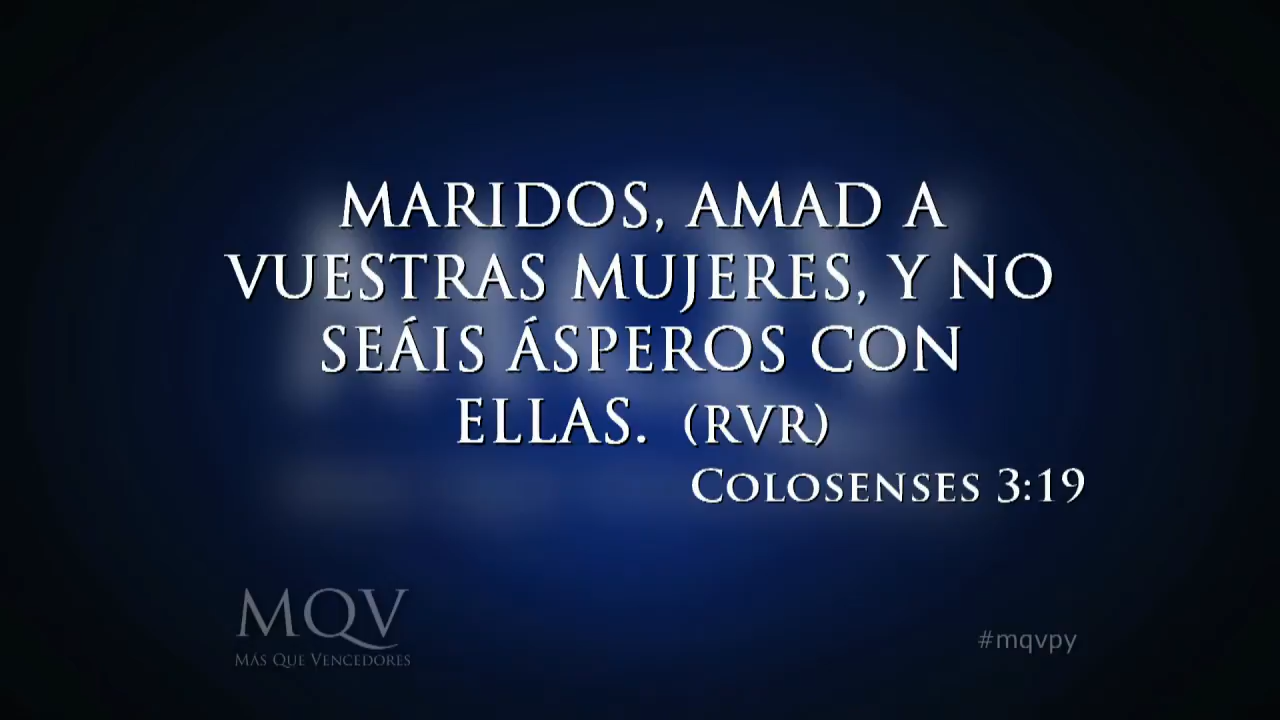 MARIDOS, AMAD A
VUESTRAS MUJERES, Y NO
SEÁIS ÁSPEROS CON
ELLAS. (RVR)
COLOSENSES 3:19
MQV
MÁS QUE VENCEDORES
#mqvpy